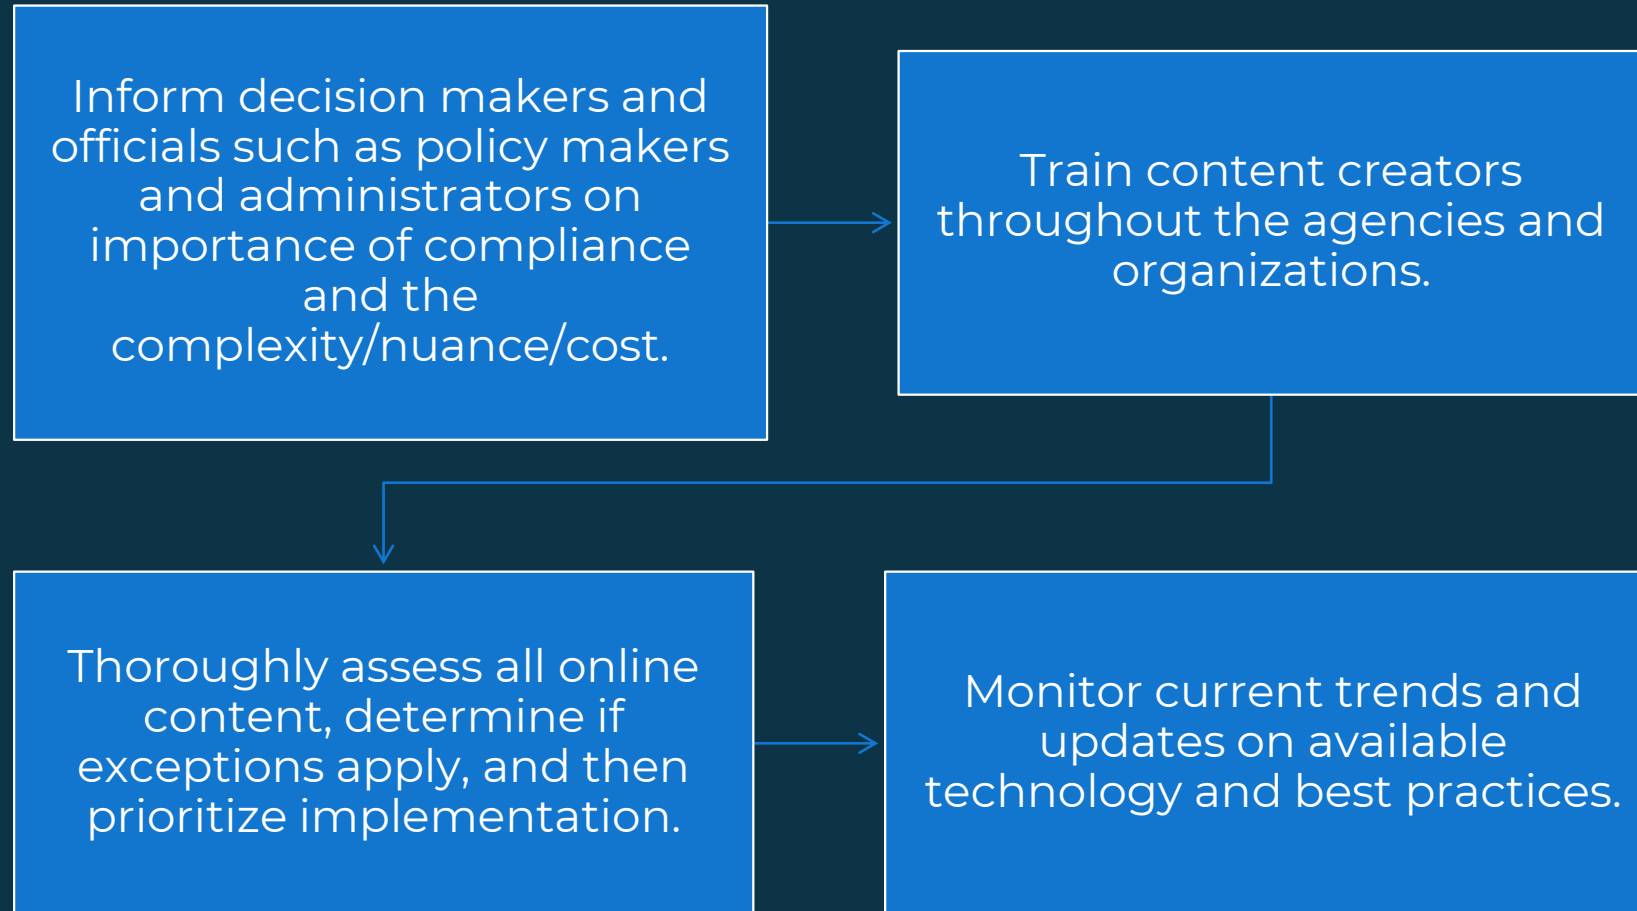 Inform decision makers and
officials such as policy makers
and administrators on
importance of compliance
and the
complexity/nuance/cost.
Train content creators
throughout the agencies and
organizations.
Thoroughly assess all online
content, determine if
exceptions apply, and then
prioritize implementation.
Monitor current trends and
updates on available
technology and best practices.